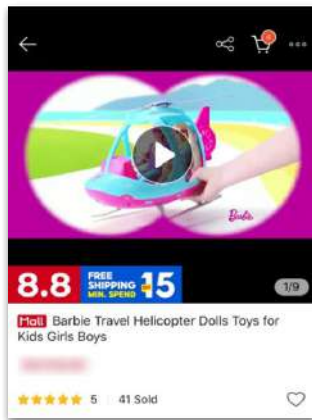 Barbie
8.8 FREE SHIPPING MIN. SPEND 15
1/9
Mall Barbie Travel Helicopter Dolls Toys for
Kids Girls Boys
5 41 Sold